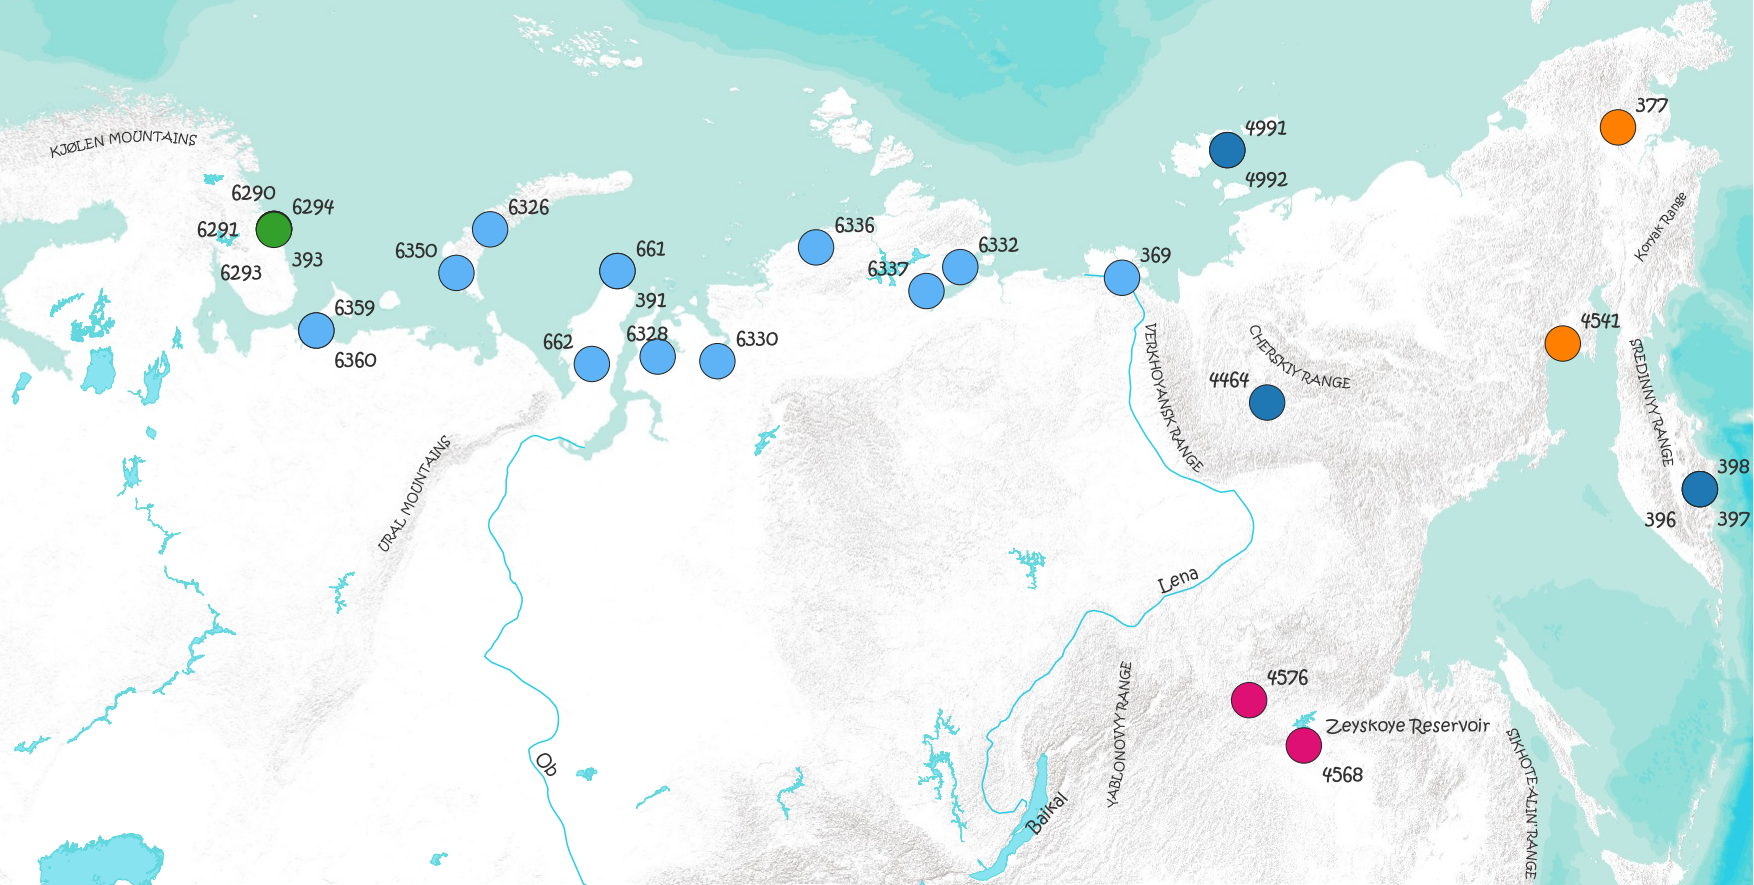 377
4991
KJØLEN MOUNTAINS
4992
6290
6294
6326
Koryak Range
6291
6336
393
6350
661
6332
369
6293
6337
391
6359
4541
6328
662
6330
6360
VERKHOYANSK RANGE
CHERSKIY RANGE
SREDINNYY RANGE
4464
URAL MOUNTAINS
398
396
397
Lena
4576
YABLONOVYY RANGE
Zeyskoye Reservoir
Ob
4568
SIKHOTE-ALIN' RANGE
Baikal